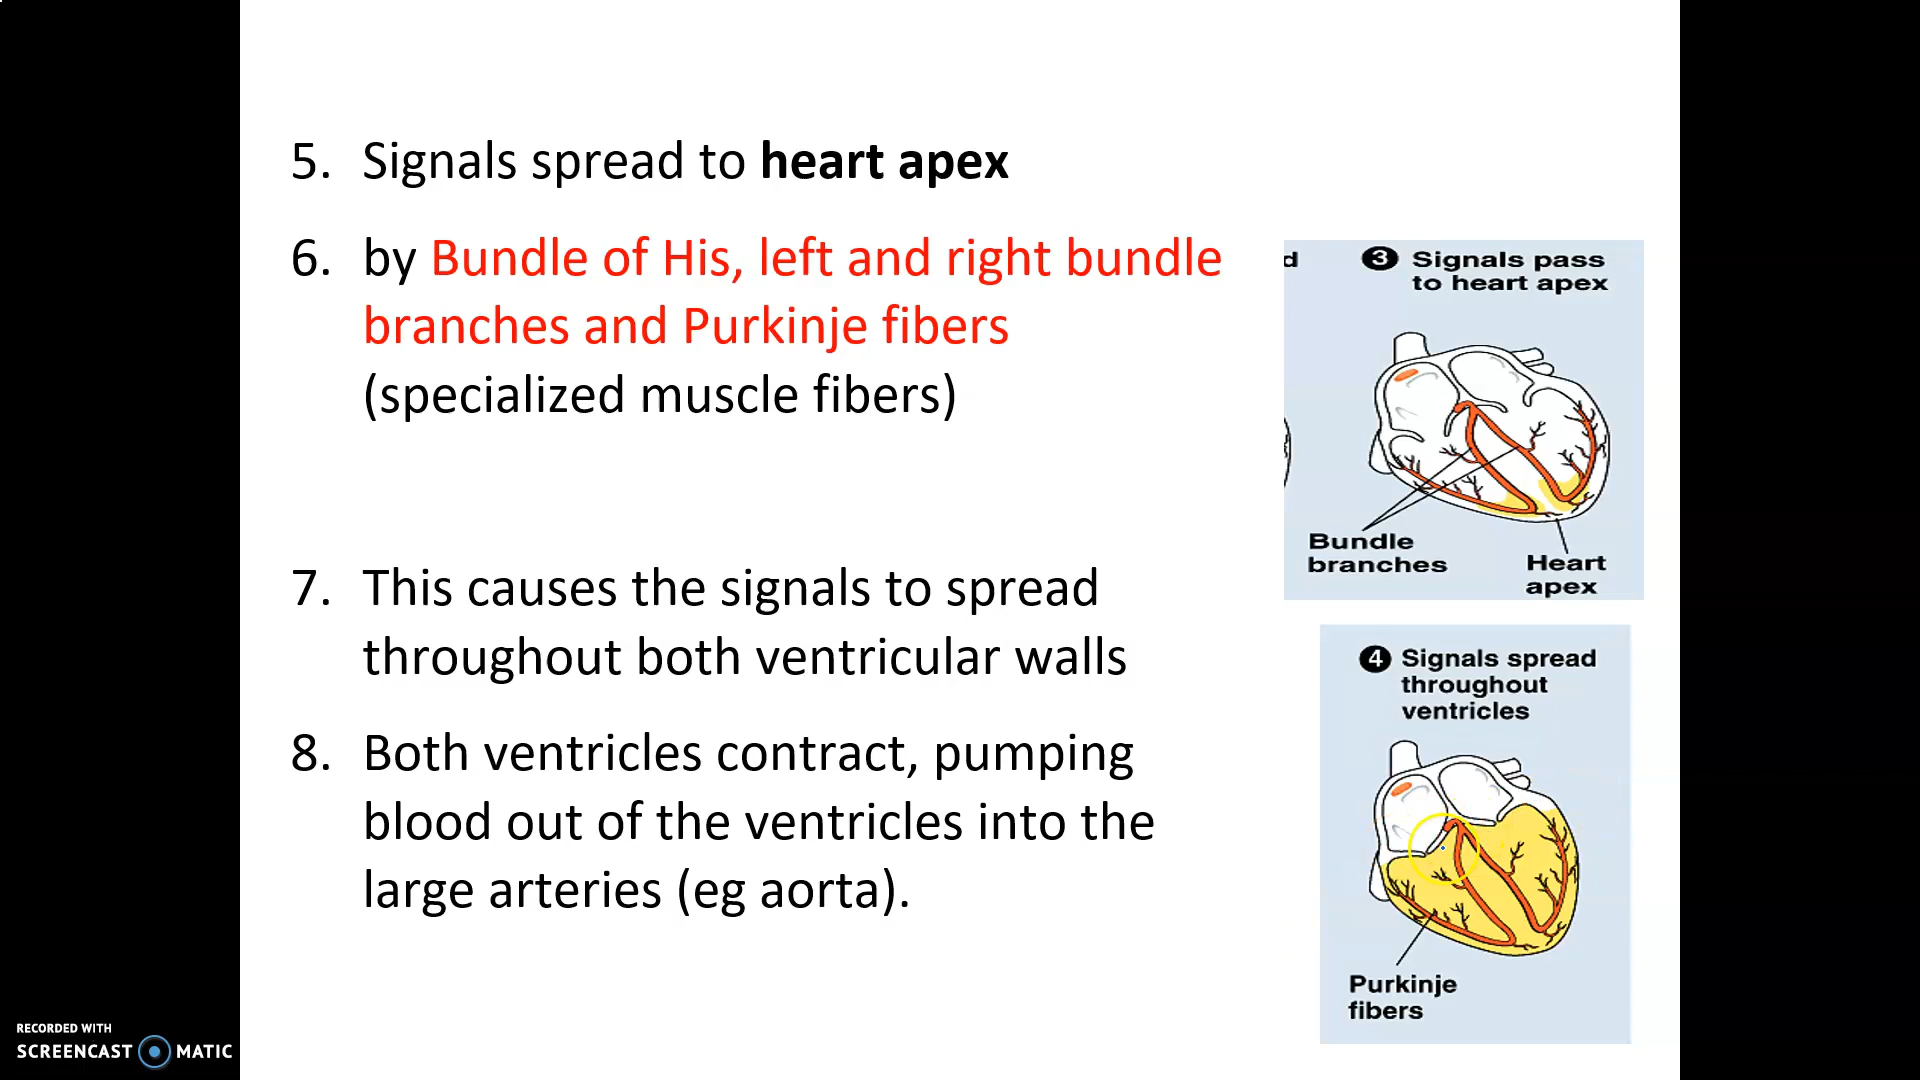 5. Signals spread to heart apex
6. by Bundle of His, left and right bundle
branches and Purkinje fibers
(specialized muscle fibers)
7. This causes the signals to spread
throughout both ventricular walls
8. Both ventricles contract, pumping
blood out of the ventricles into the
large arteries (eg aorta).
d
3 Signals pass
to heart apex
Bundle
branches
Heart
apex
4 Signals spread
throughout
ventricles
Purkinje
fibers
RECORDED WITH
SCREENCAST MATIC